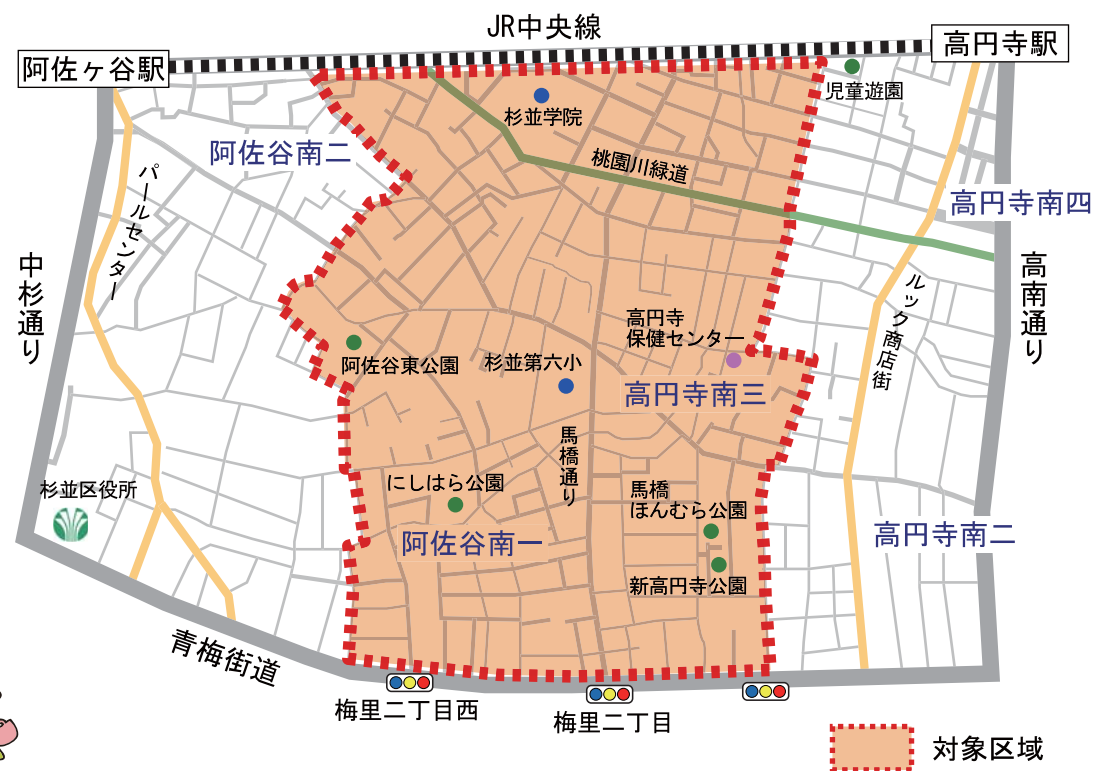 JR中央線
阿佐ヶ谷駅
高円寺駅
児童遊園
杉並学院
阿佐谷南二
桃園川緑道
パールセンター
高円寺南四
中杉通り
高南通り
ルック商店街
高円寺
保健センター
阿佐谷東公園
杉並第六小
高円寺南三
馬橋通り
にしはら公園
杉並区役所
馬橋
ほんむら公園
阿佐谷南一
高円寺南二
新高円寺公園
青梅街道
梅里二丁目西
梅里二丁目
対象区域